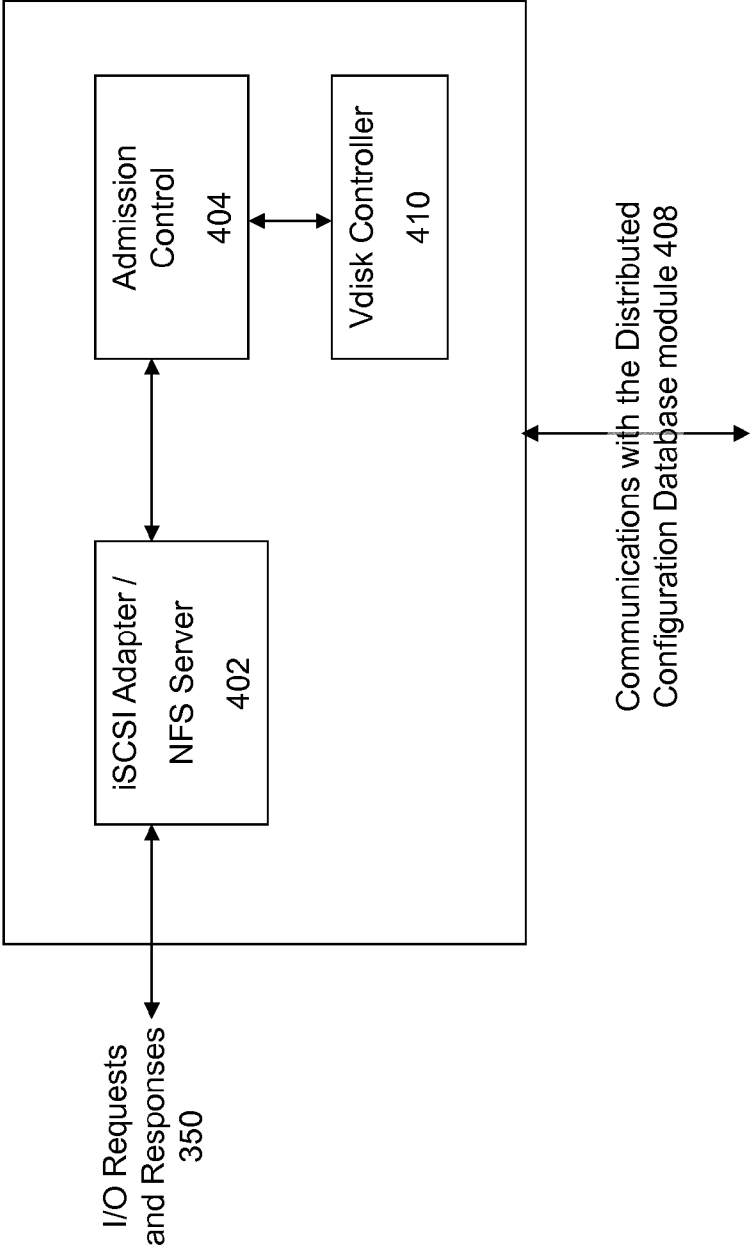 I/O Requests
and Responses
350
iSCSI Adapter /
NFS Server
402
Admission
Control
404
Vdisk Controller
410
Communications with the Distributed
Configuration Database module 408